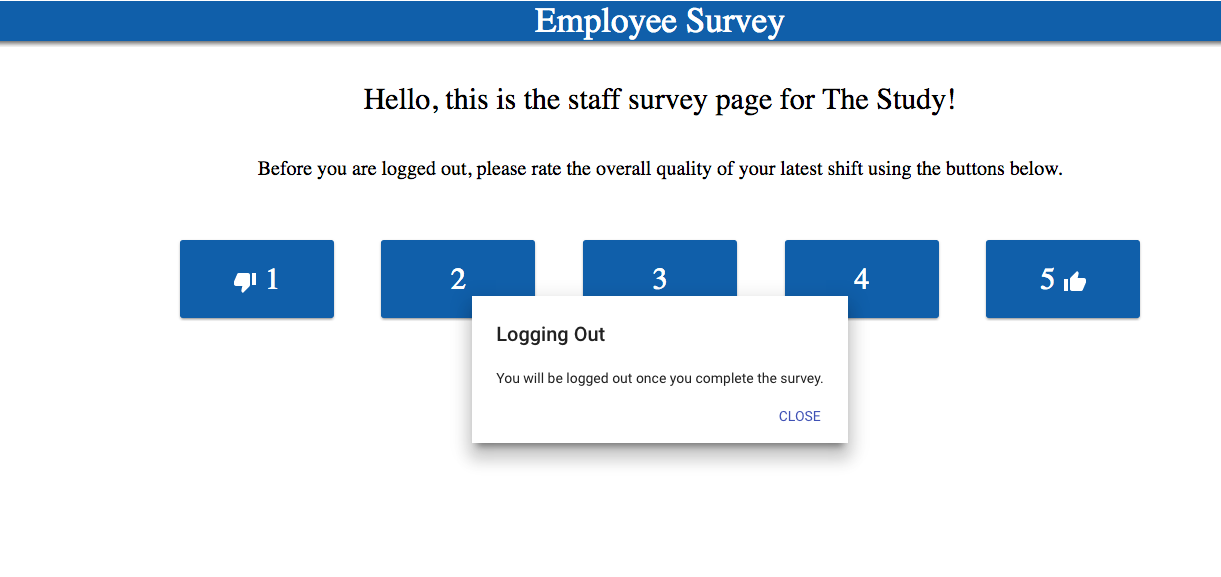 Employee Survey
Hello, this is the staff survey page for The Study!
Before you are logged out, please rate the overall quality of your latest shift using the buttons below.
1
2
3
4
5
Logging Out
You will be logged out once you complete the survey.
CLOSE